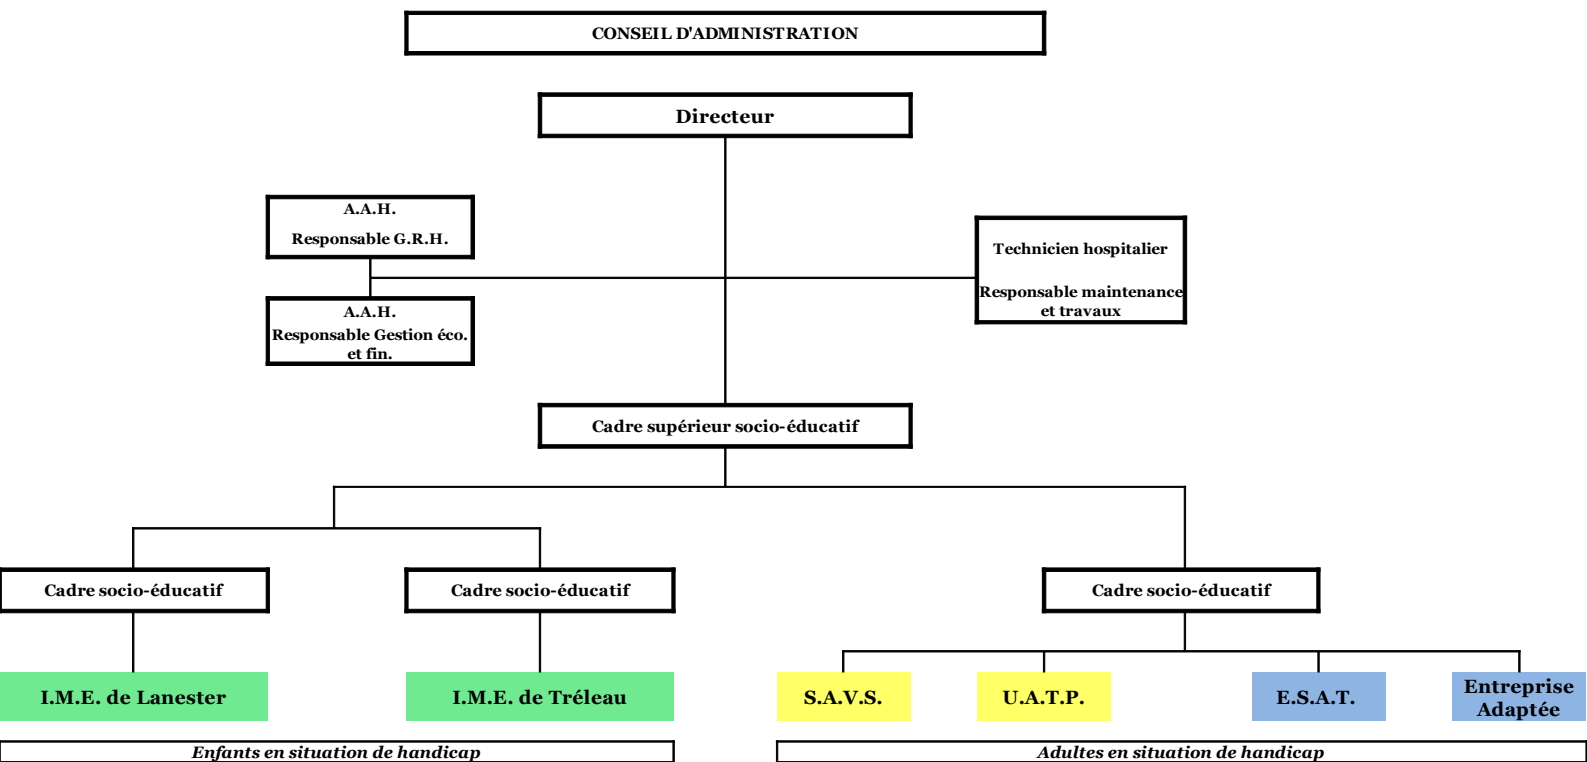 CONSEIL D'ADMINISTRATION
Directeur
A.A.H.
Responsable G.R.H.
Technicien hospitalier
Responsable maintenance
et travaux
A.A.H.
Responsable Gestion éco.
et fin.
Cadre supérieur socio-éducatif
Cadre socio-éducatif
Cadre socio-éducatif
Cadre socio-éducatif
I.M.E. de Lanester
I.M.E. de Tréleau
S.A.V.S.
U.A.T.P.
E.S.A.T.
Entreprise
Adaptée
Enfants en situation de handicap
Adultes en situation de handicap